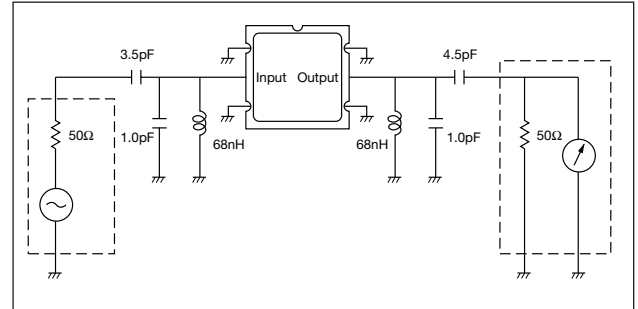 3.5pF
4.5pF
Input Output
50Ω
1.0pF
68nH
68nH
1.0pF
50Ω